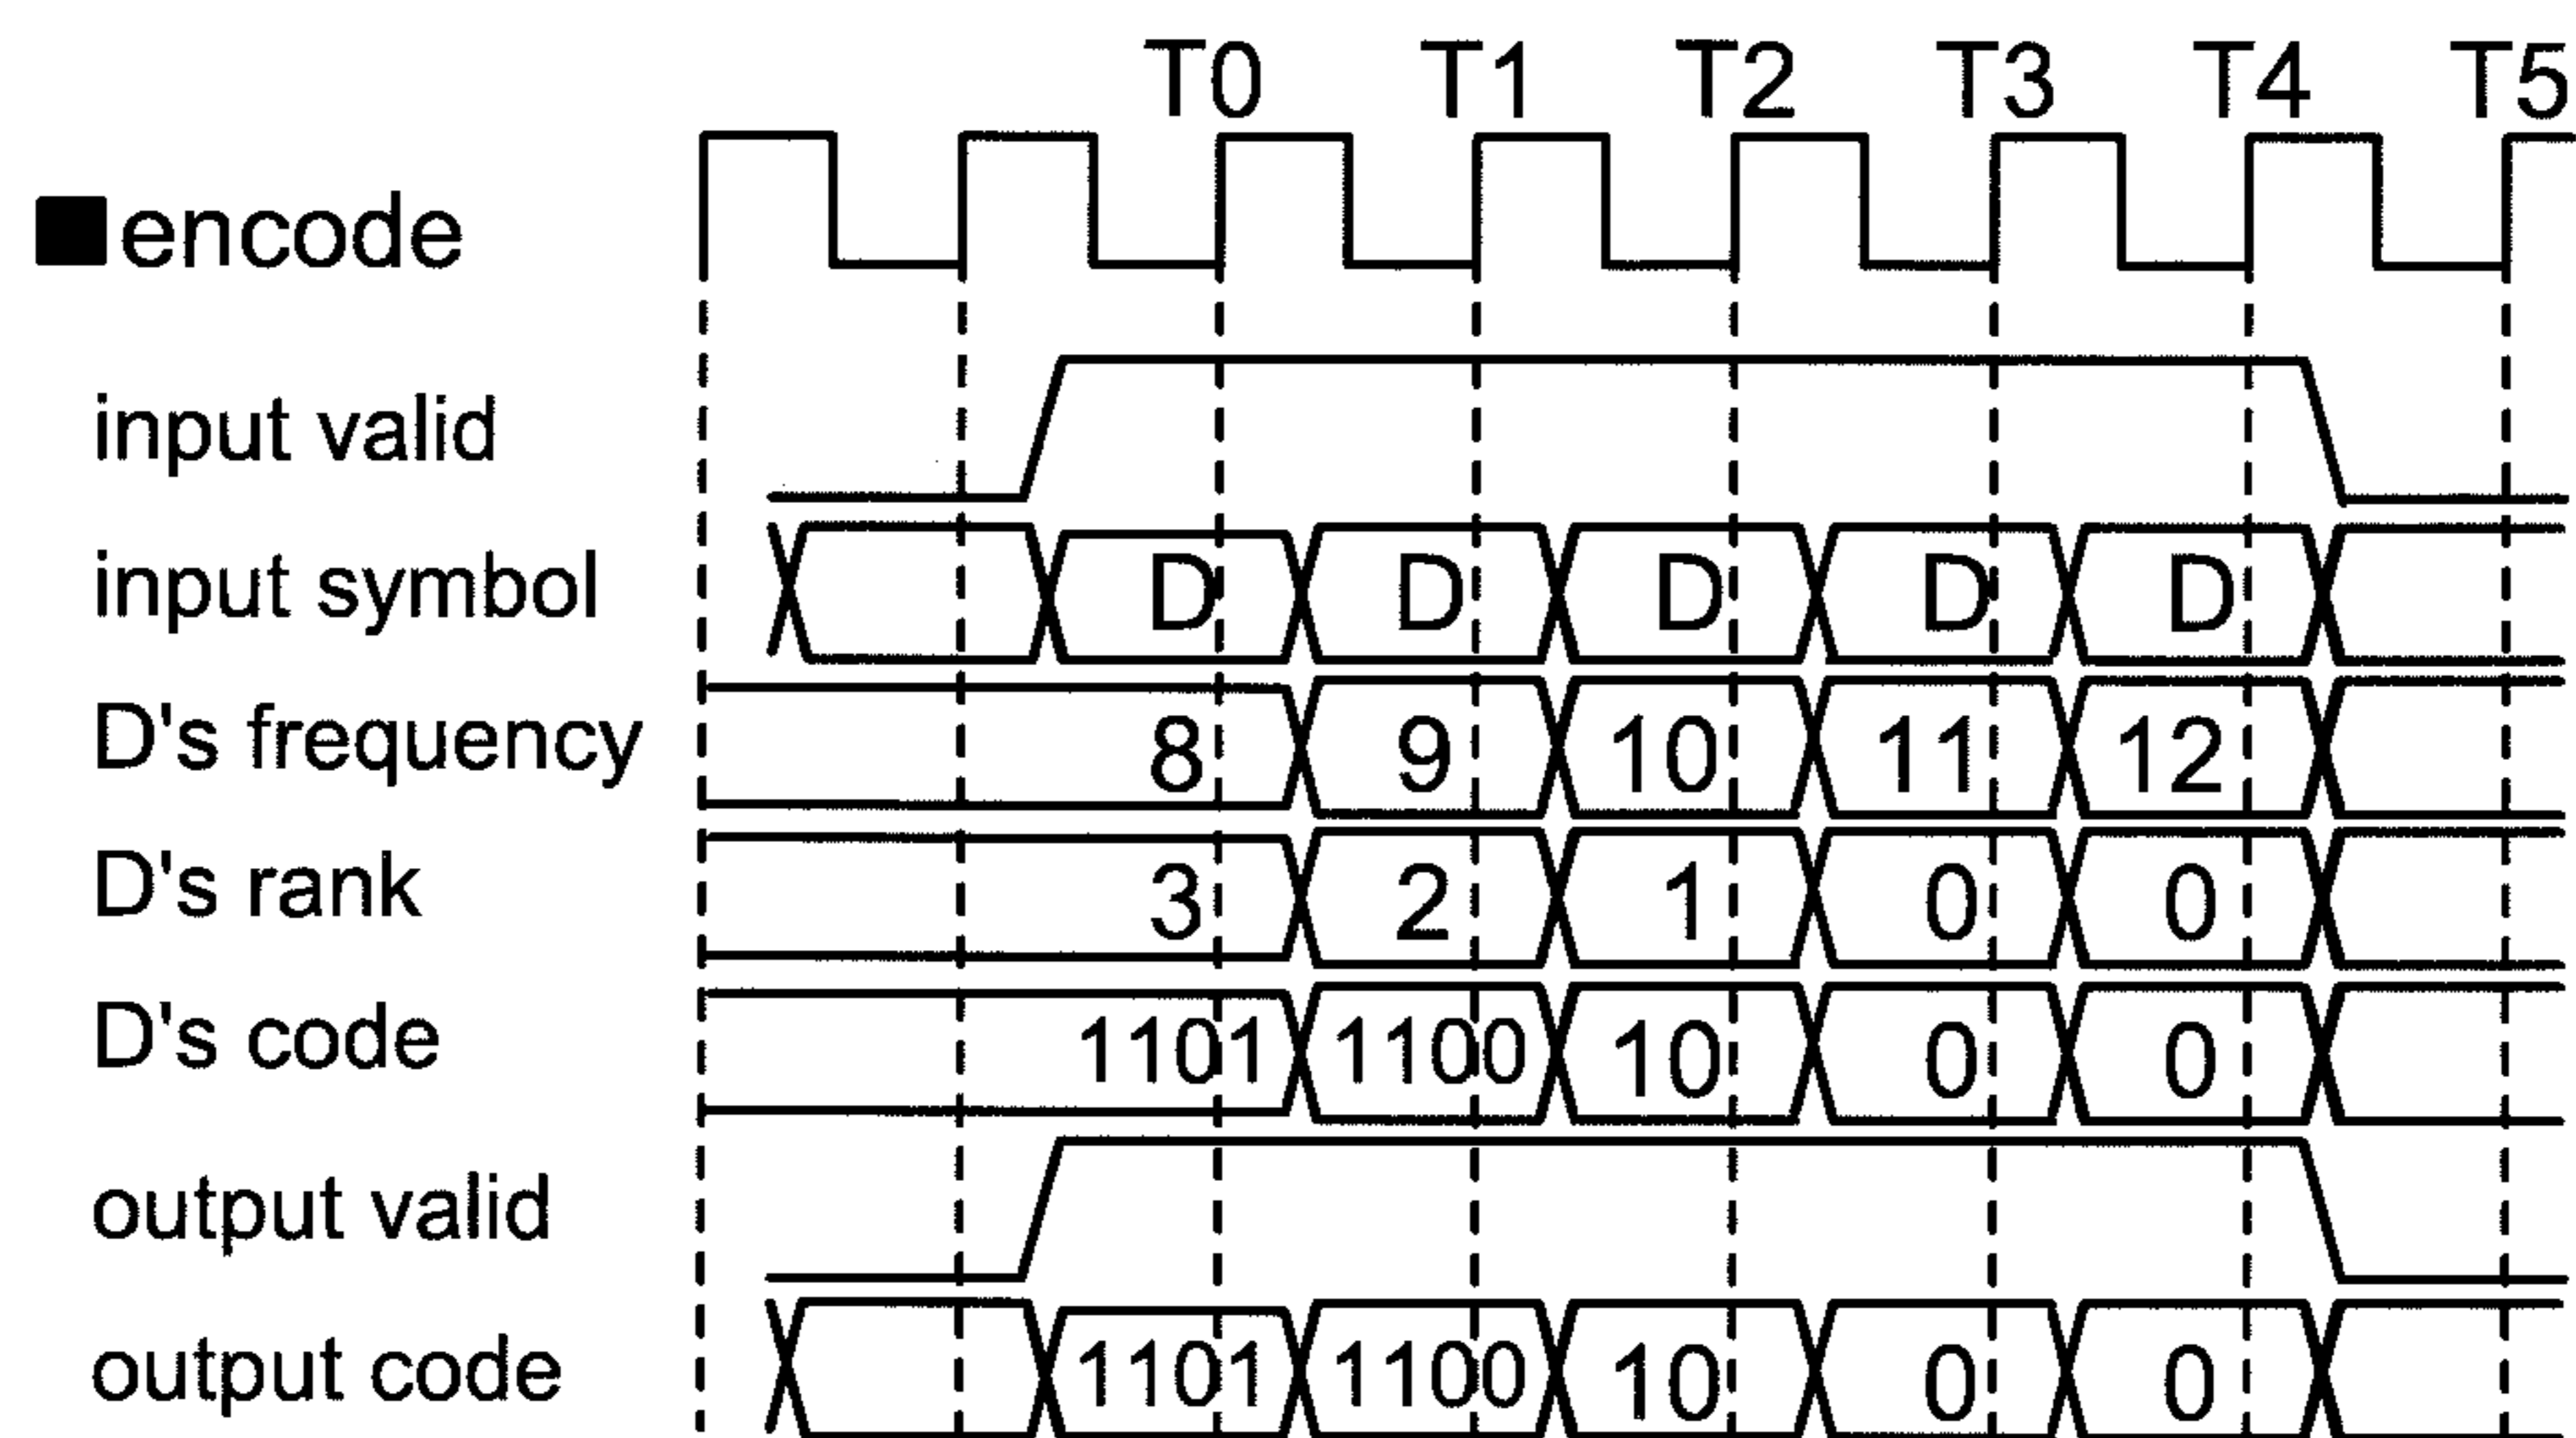 T0 T1 T2 T3 T4 T5
■encode
input valid
input symbol D D D D D
D's frequency 8 9 10 11 12
D's rank 3 2 1 0 0
D's code 1101 1100 10 0 0
output valid
output code 1101 1100 10 0 0